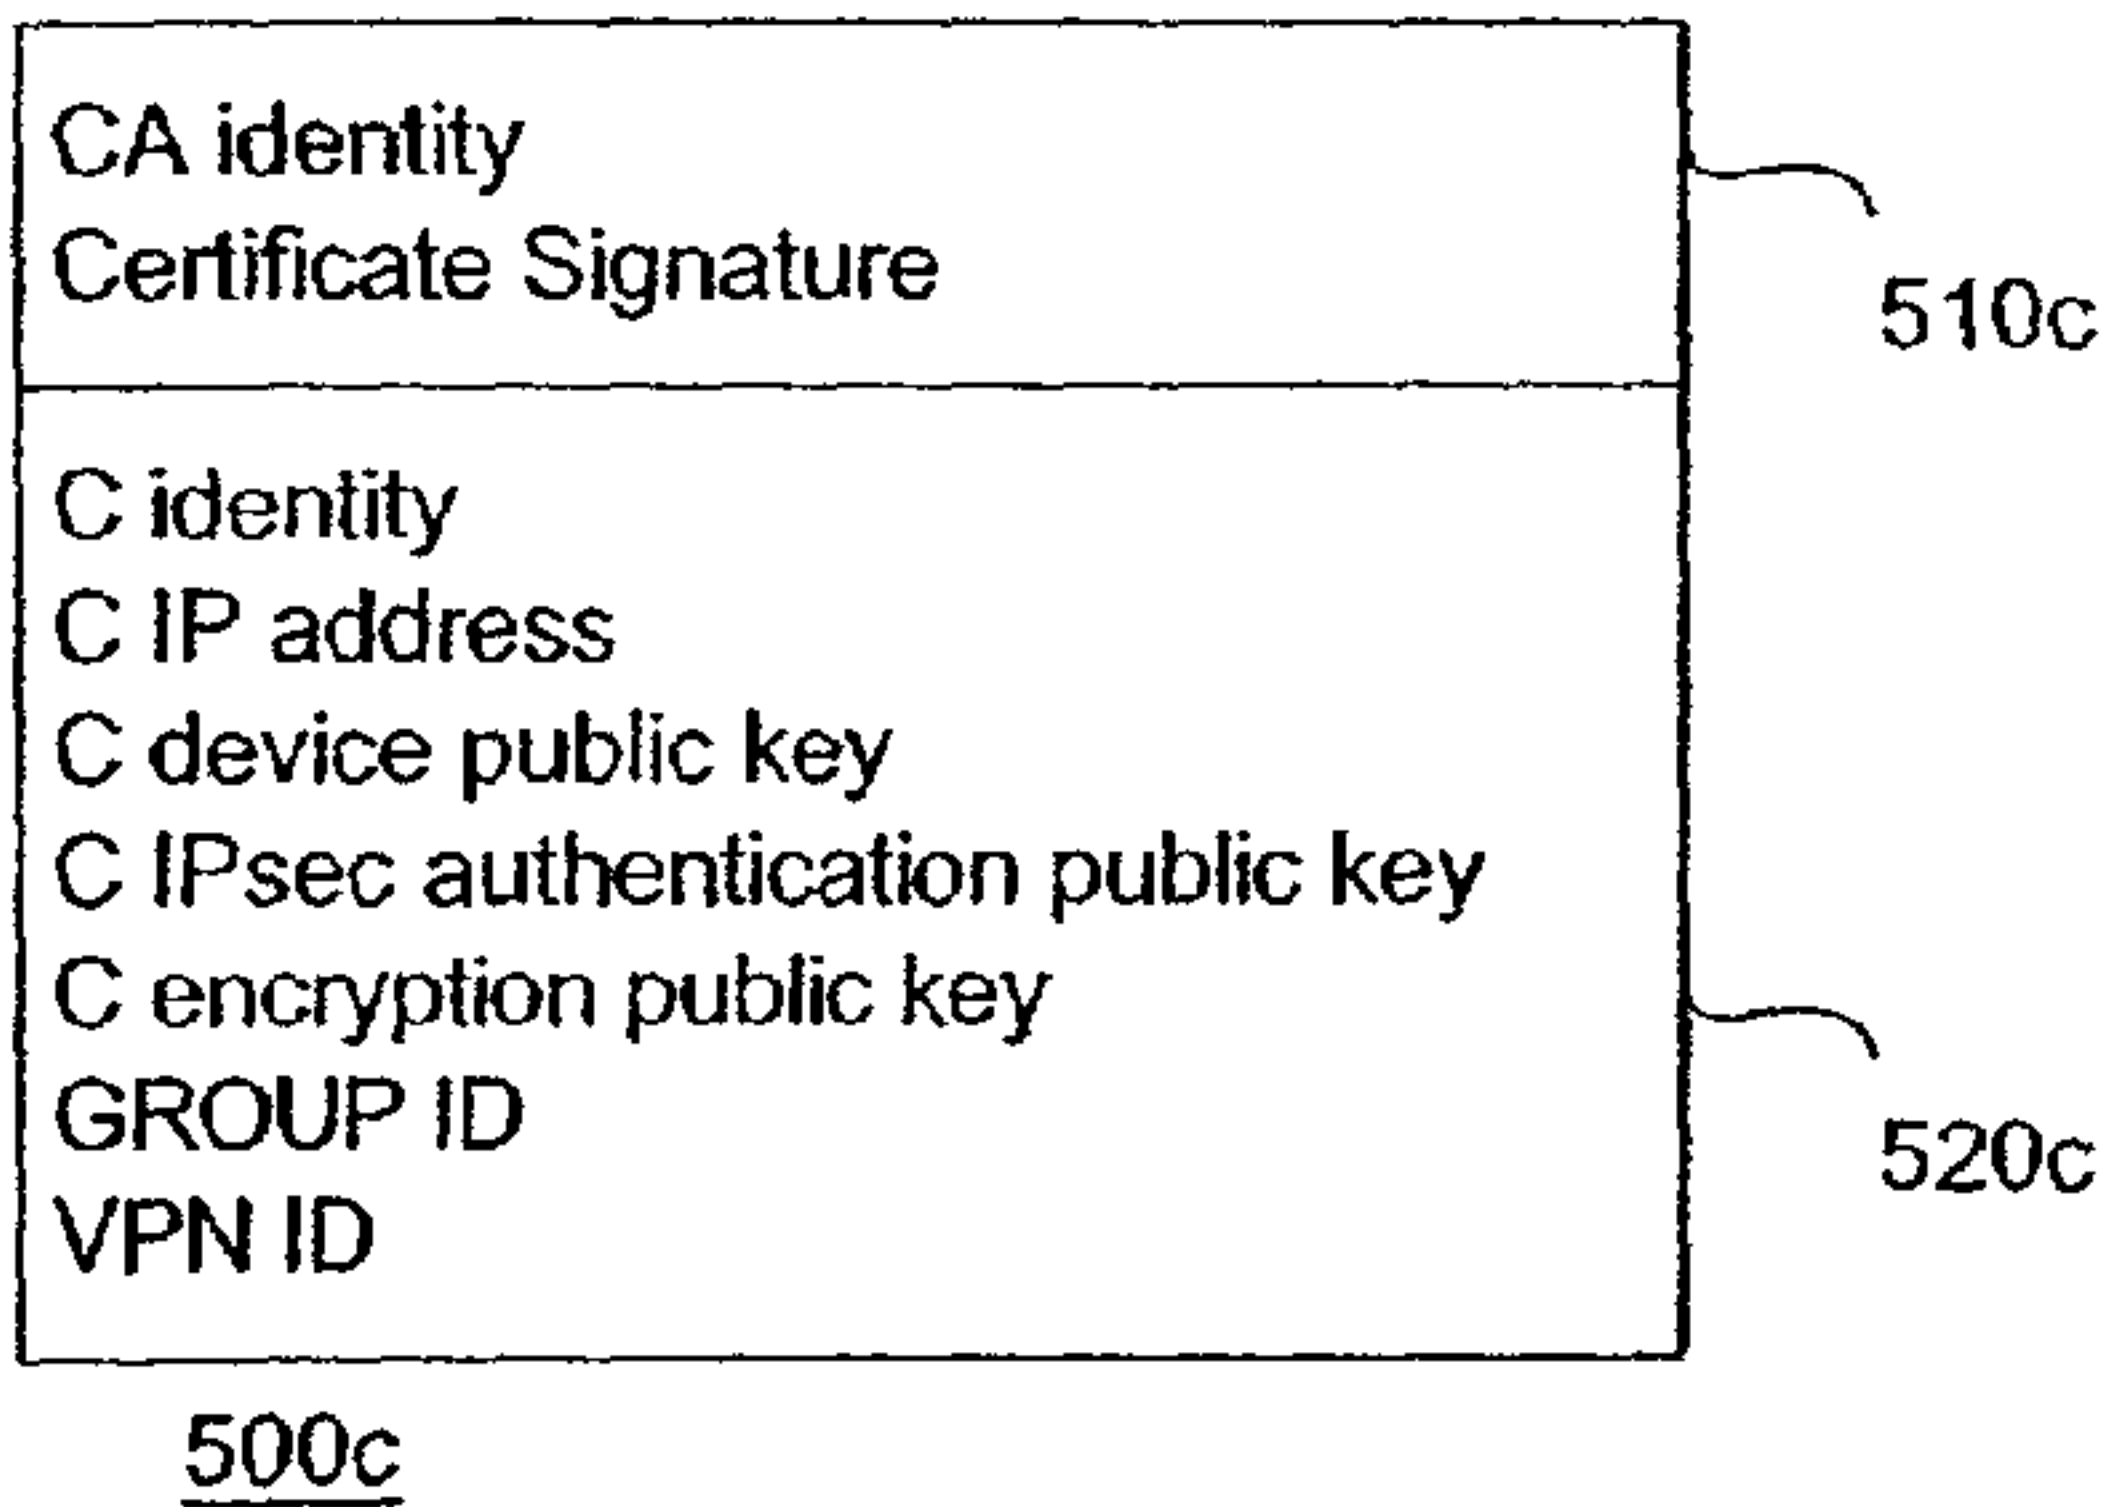 CA identity
Certificate Signature
510c
C identity
C IP address
C device public key
C IPsec authentication public key
C encryption public key
GROUP ID
VPN ID
520c
500c